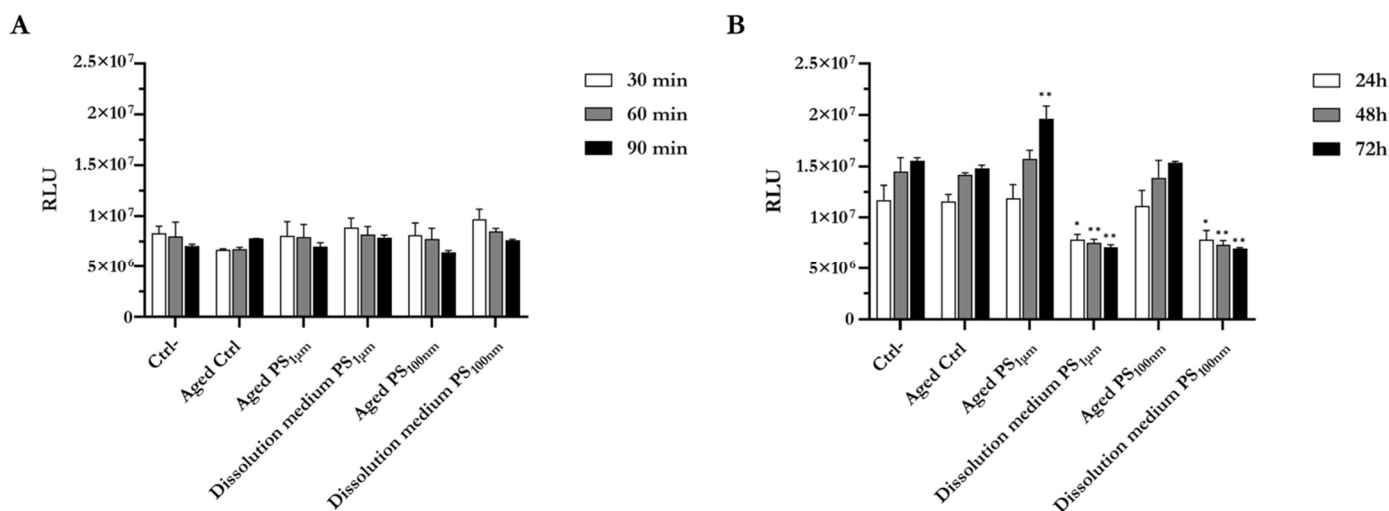 A
2.5×10⁷
2×10⁷
1.5×10⁷
1×10⁷
5×10⁶
0
RLU
30 min
60 min
90 min
Ctrl-
Aged Ctrl
Aged PS₁µm
Dissolution medium PS₁µm
Aged PS₁₀₀nm
Dissolution medium PS₁₀₀nm
B
2.5×10⁷
2×10⁷
1.5×10⁷
1×10⁷
5×10⁶
0
RLU
**
* ** **
* ** **
24h
48h
72h
Ctrl-
Aged Ctrl
Aged PS₁µm
Dissolution medium PS₁µm
Aged PS₁₀₀nm
Dissolution medium PS₁₀₀nm